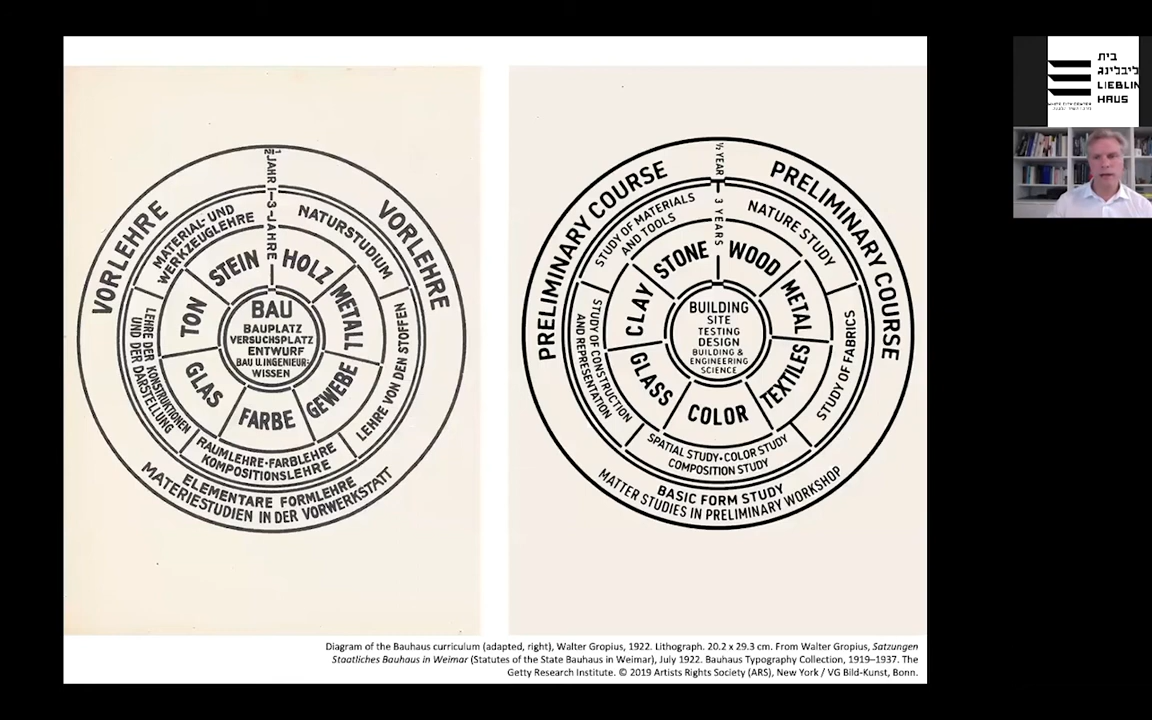 VORLEHRE
VORLEHRE
1/2 JAHR
1-3-JAHRE
MATERIAL- UND
WERKZEUGLEHRE
NATURSTUDIUM
LEHRE VON DEN STOFFEN
RAUMLEHRE·FARBLEHRE
KOMPOSITIONSLEHRE
LEHRE DER KONSTRUKTIONEN
UND DER DARSTELLUNG
STEIN
HOLZ
METALL
GEWEBE
FARBE
GLAS
TON
BAU
BAUPLATZ
VERSUCHSPLATZ
ENTWURF
BAU U. INGENIEUR-
WISSEN
ELEMENTARE FORMLEHRE
MATERIESTUDIEN IN DER VORWERKSTATT
PRELIMINARY COURSE
PRELIMINARY COURSE
½ YEAR
3 YEARS
STUDY OF MATERIALS
AND TOOLS
NATURE STUDY
STUDY OF FABRICS
SPATIAL STUDY·COLOR STUDY
COMPOSITION STUDY
STUDY OF CONSTRUCTION
AND REPRESENTATION
STONE
WOOD
METAL
TEXTILES
COLOR
GLASS
CLAY
BUILDING
SITE
TESTING
DESIGN
BUILDING &
ENGINEERING
SCIENCE
BASIC FORM STUDY
MATTER STUDIES IN PRELIMINARY WORKSHOP
Diagram of the Bauhaus curriculum (adapted, right), Walter Gropius, 1922. Lithograph. 20.2 x 29.3 cm. From Walter Gropius, Satzungen
Staatliches Bauhaus in Weimar (Statutes of the State Bauhaus in Weimar), July 1922. Bauhaus Typography Collection, 1919–1937. The
Getty Research Institute. © 2019 Artists Rights Society (ARS), New York / VG Bild-Kunst, Bonn.
בית
ליבלינג
LIEBLIN
HAUS
WHITE CITY CENTER